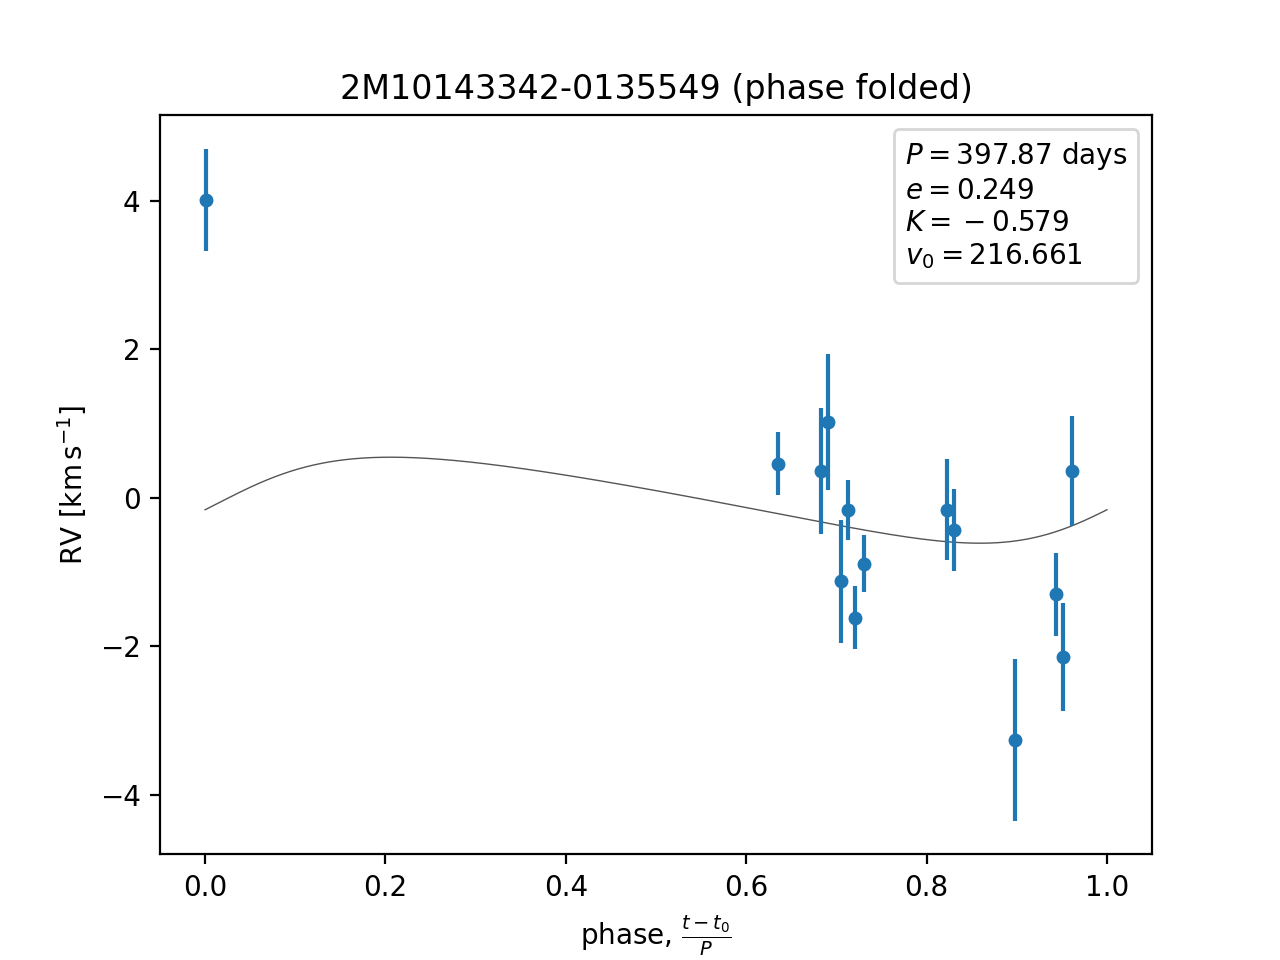 2M10143342-0135549 (phase folded)
P = 397.87 days
e = 0.249
K = −0.579
v₀ = 216.661
RV [km s⁻¹]
4
2
0
−2
−4
0.0 0.2 0.4 0.6 0.8 1.0
phase, (t − t₀)/P